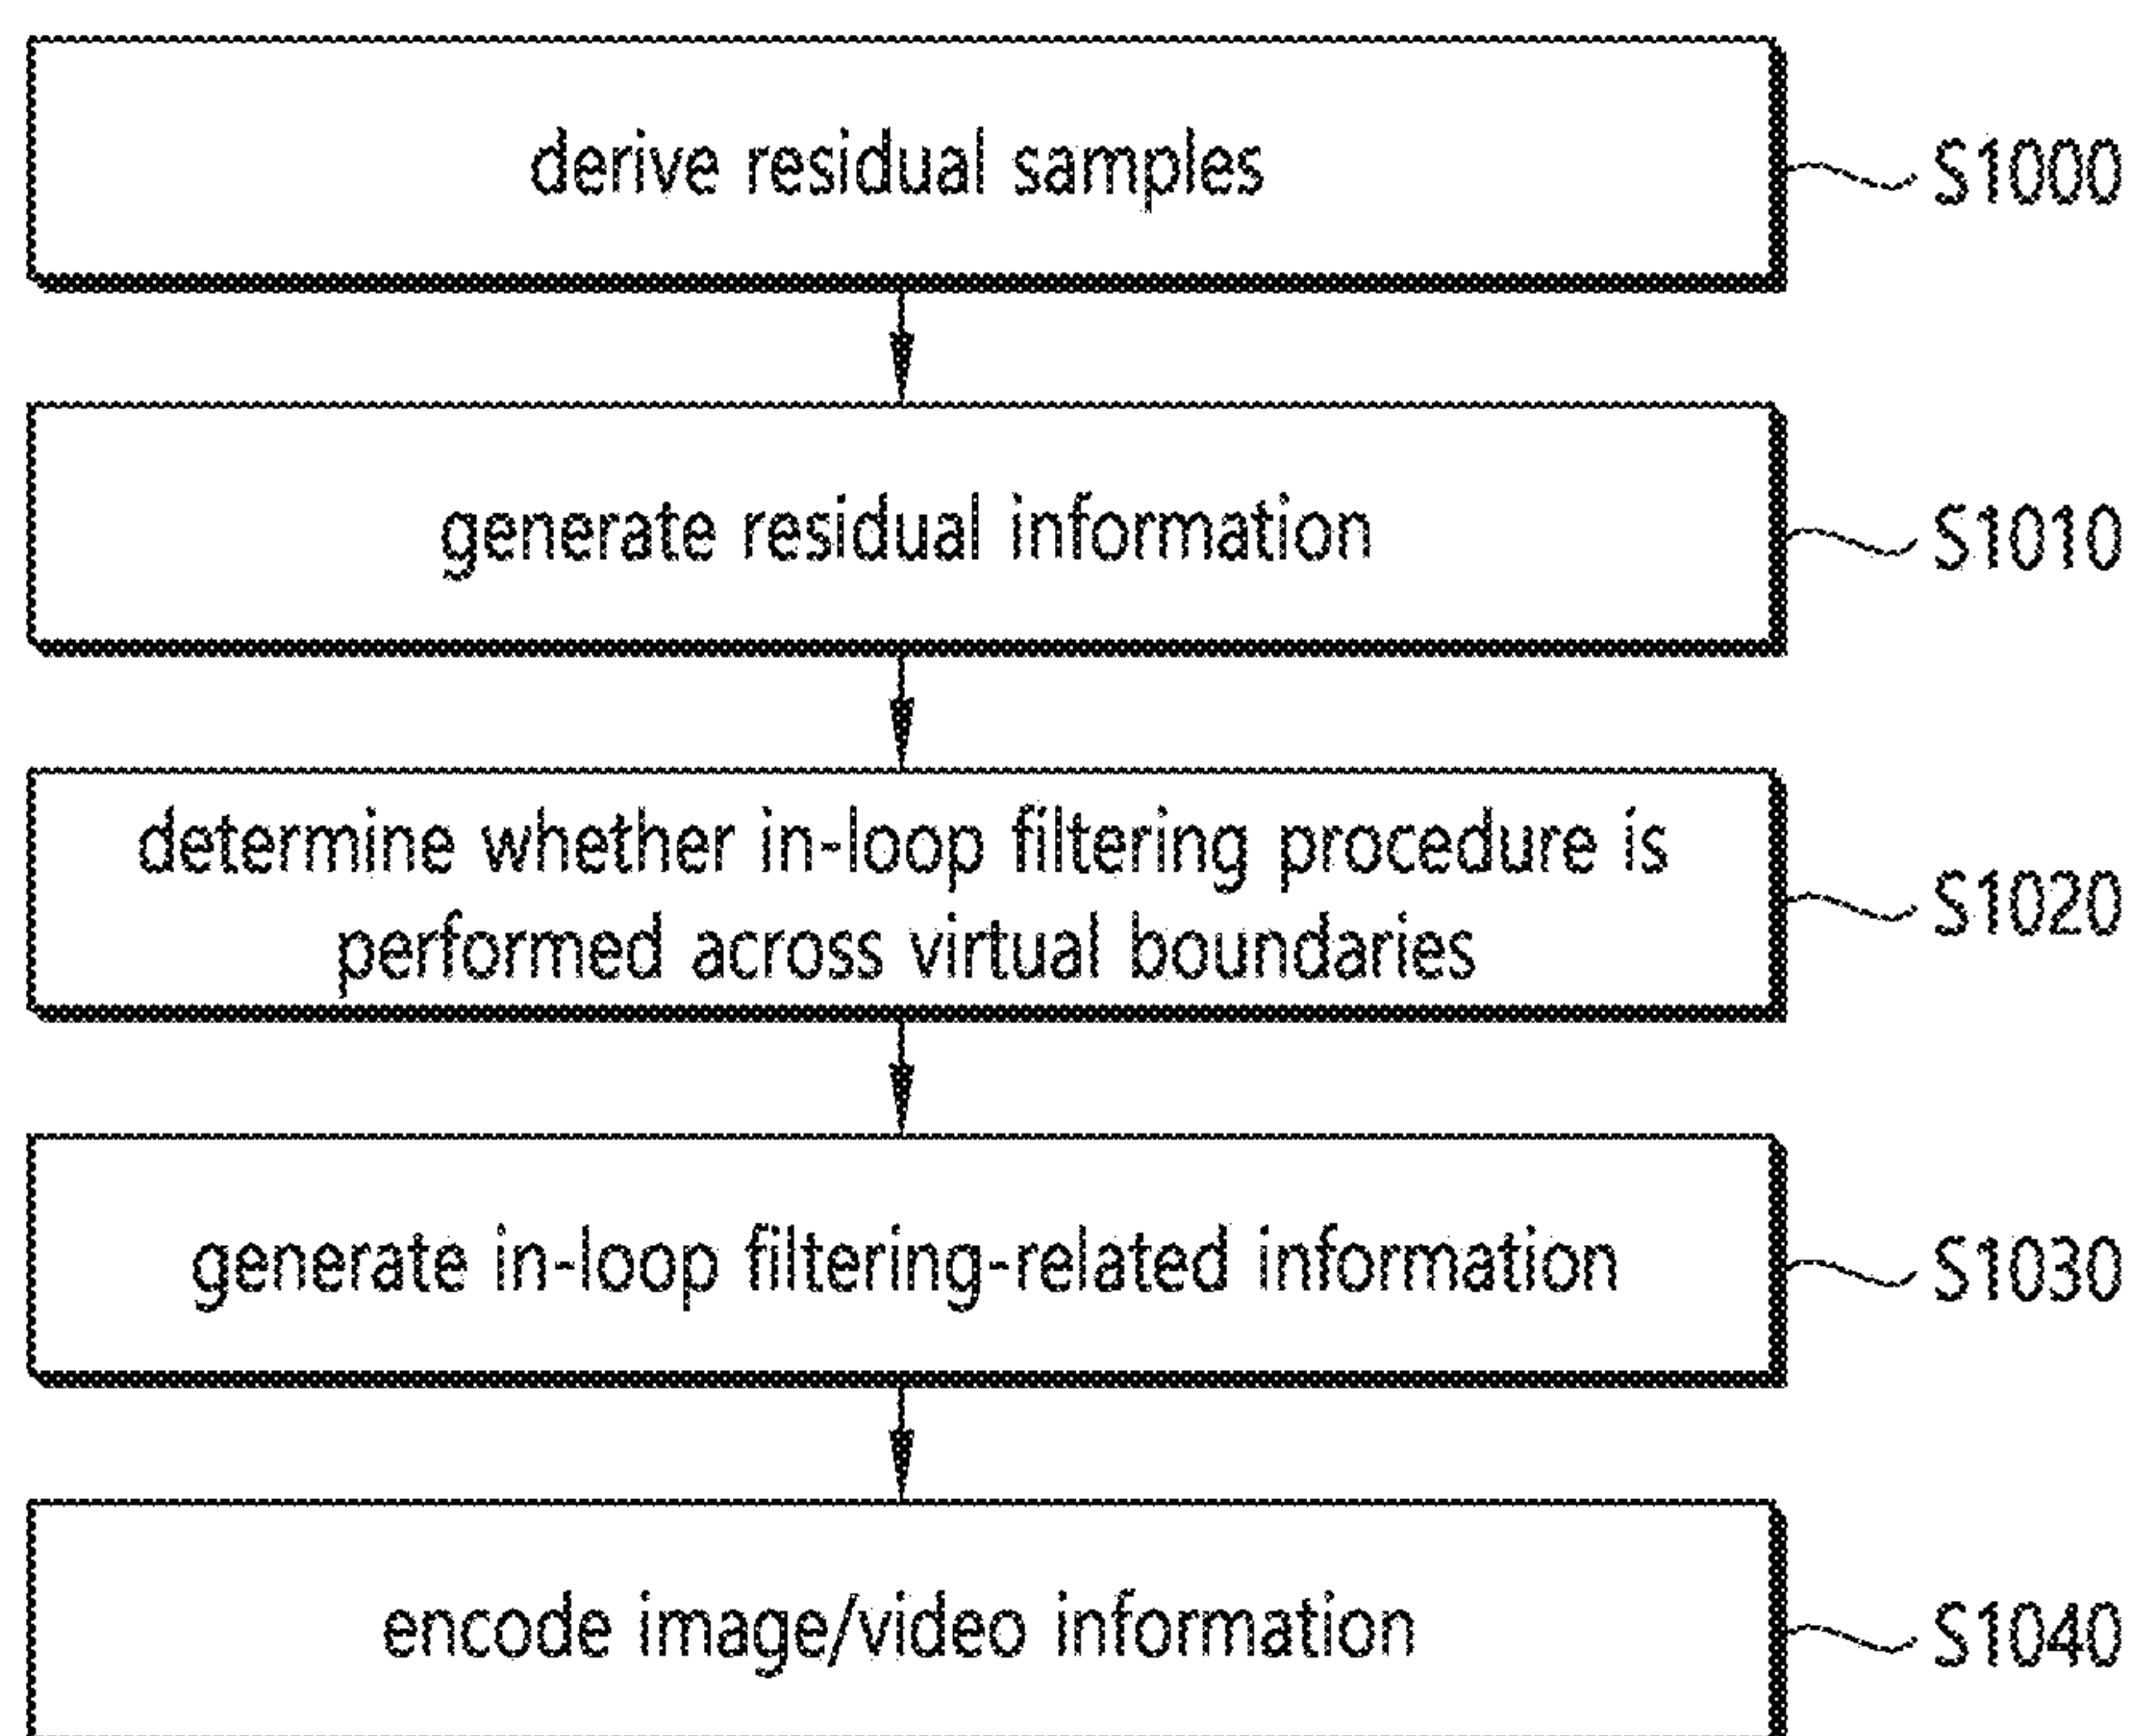 derive residual samples
S1000
generate residual information
S1010
determine whether in-loop filtering procedure is
performed across virtual boundaries
S1020
generate in-loop filtering-related information
S1030
encode image/video information
S1040